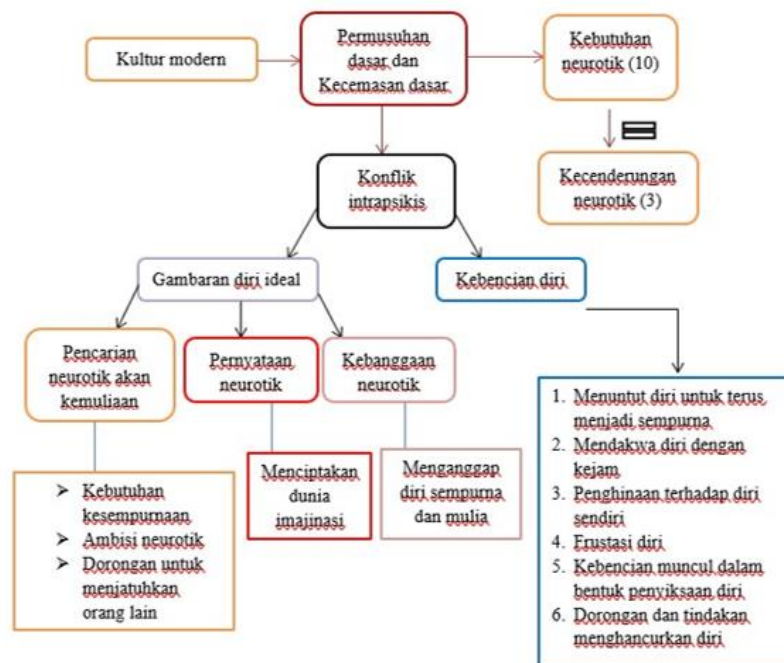 Kultur modern
Permusuhan
dasar dan
Kecemasan dasar
Kebutuhan
neurotik (10)
Kecenderungan
neurotik (3)
Konflik
intrapsikis
Gambaran diri ideal
Kebencian diri
Pencarian
neurotik akan
kemuliaan
Pernyataan
neurotik
Kebanggaan
neurotik
➢ Kebutuhan
kesempurnaan
➢ Ambisi neurotik
➢ Dorongan untuk
menjatuhkan
orang lain
Menciptakan
dunia
imajinasi
Menganggap
diri sempurna
dan mulia
1. Menuntut diri untuk terus
menjadi sempurna
2. Mendakwa diri dengan
kejam
3. Penghinaan terhadap diri
sendiri
4. Frustasi diri
5. Kebencian muncul dalam
bentuk penyiksaan diri
6. Dorongan dan tindakan
menghancurkan diri